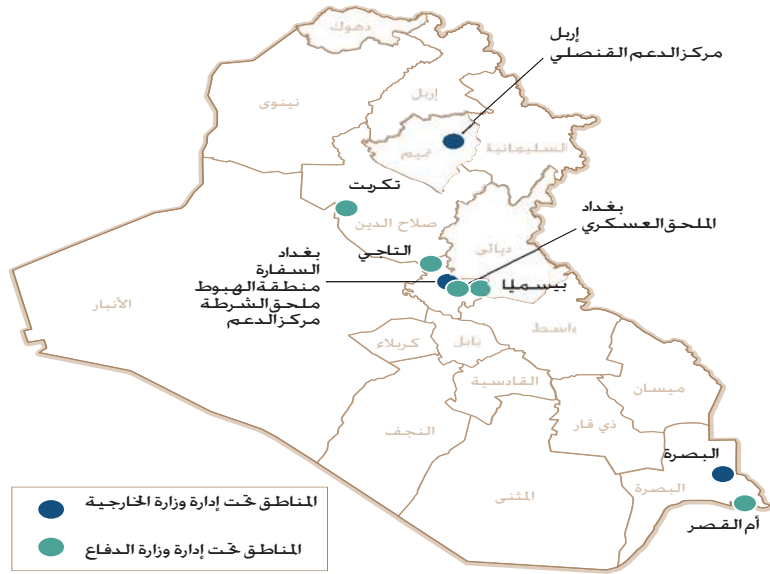 دهوك
إربل
مركز الدعم القنصلي
نينوى
إربل
السليمانية
تميم
تكريت
صلاح الدين
ديالى
بغداد
الملحق العسكري
التاجي
بغداد
السفارة
منطقة الهبوط
ملحق الشرطة
مركز الدعم
بيسميا
الأنبار
واسط
بابل
كربلاء
القادسية
ميسان
النجف
ذي قار
البصرة
المثنى
البصرة
أم القصر
المناطق تحت إدارة وزارة الخارجية
المناطق تحت إدارة وزارة الدفاع